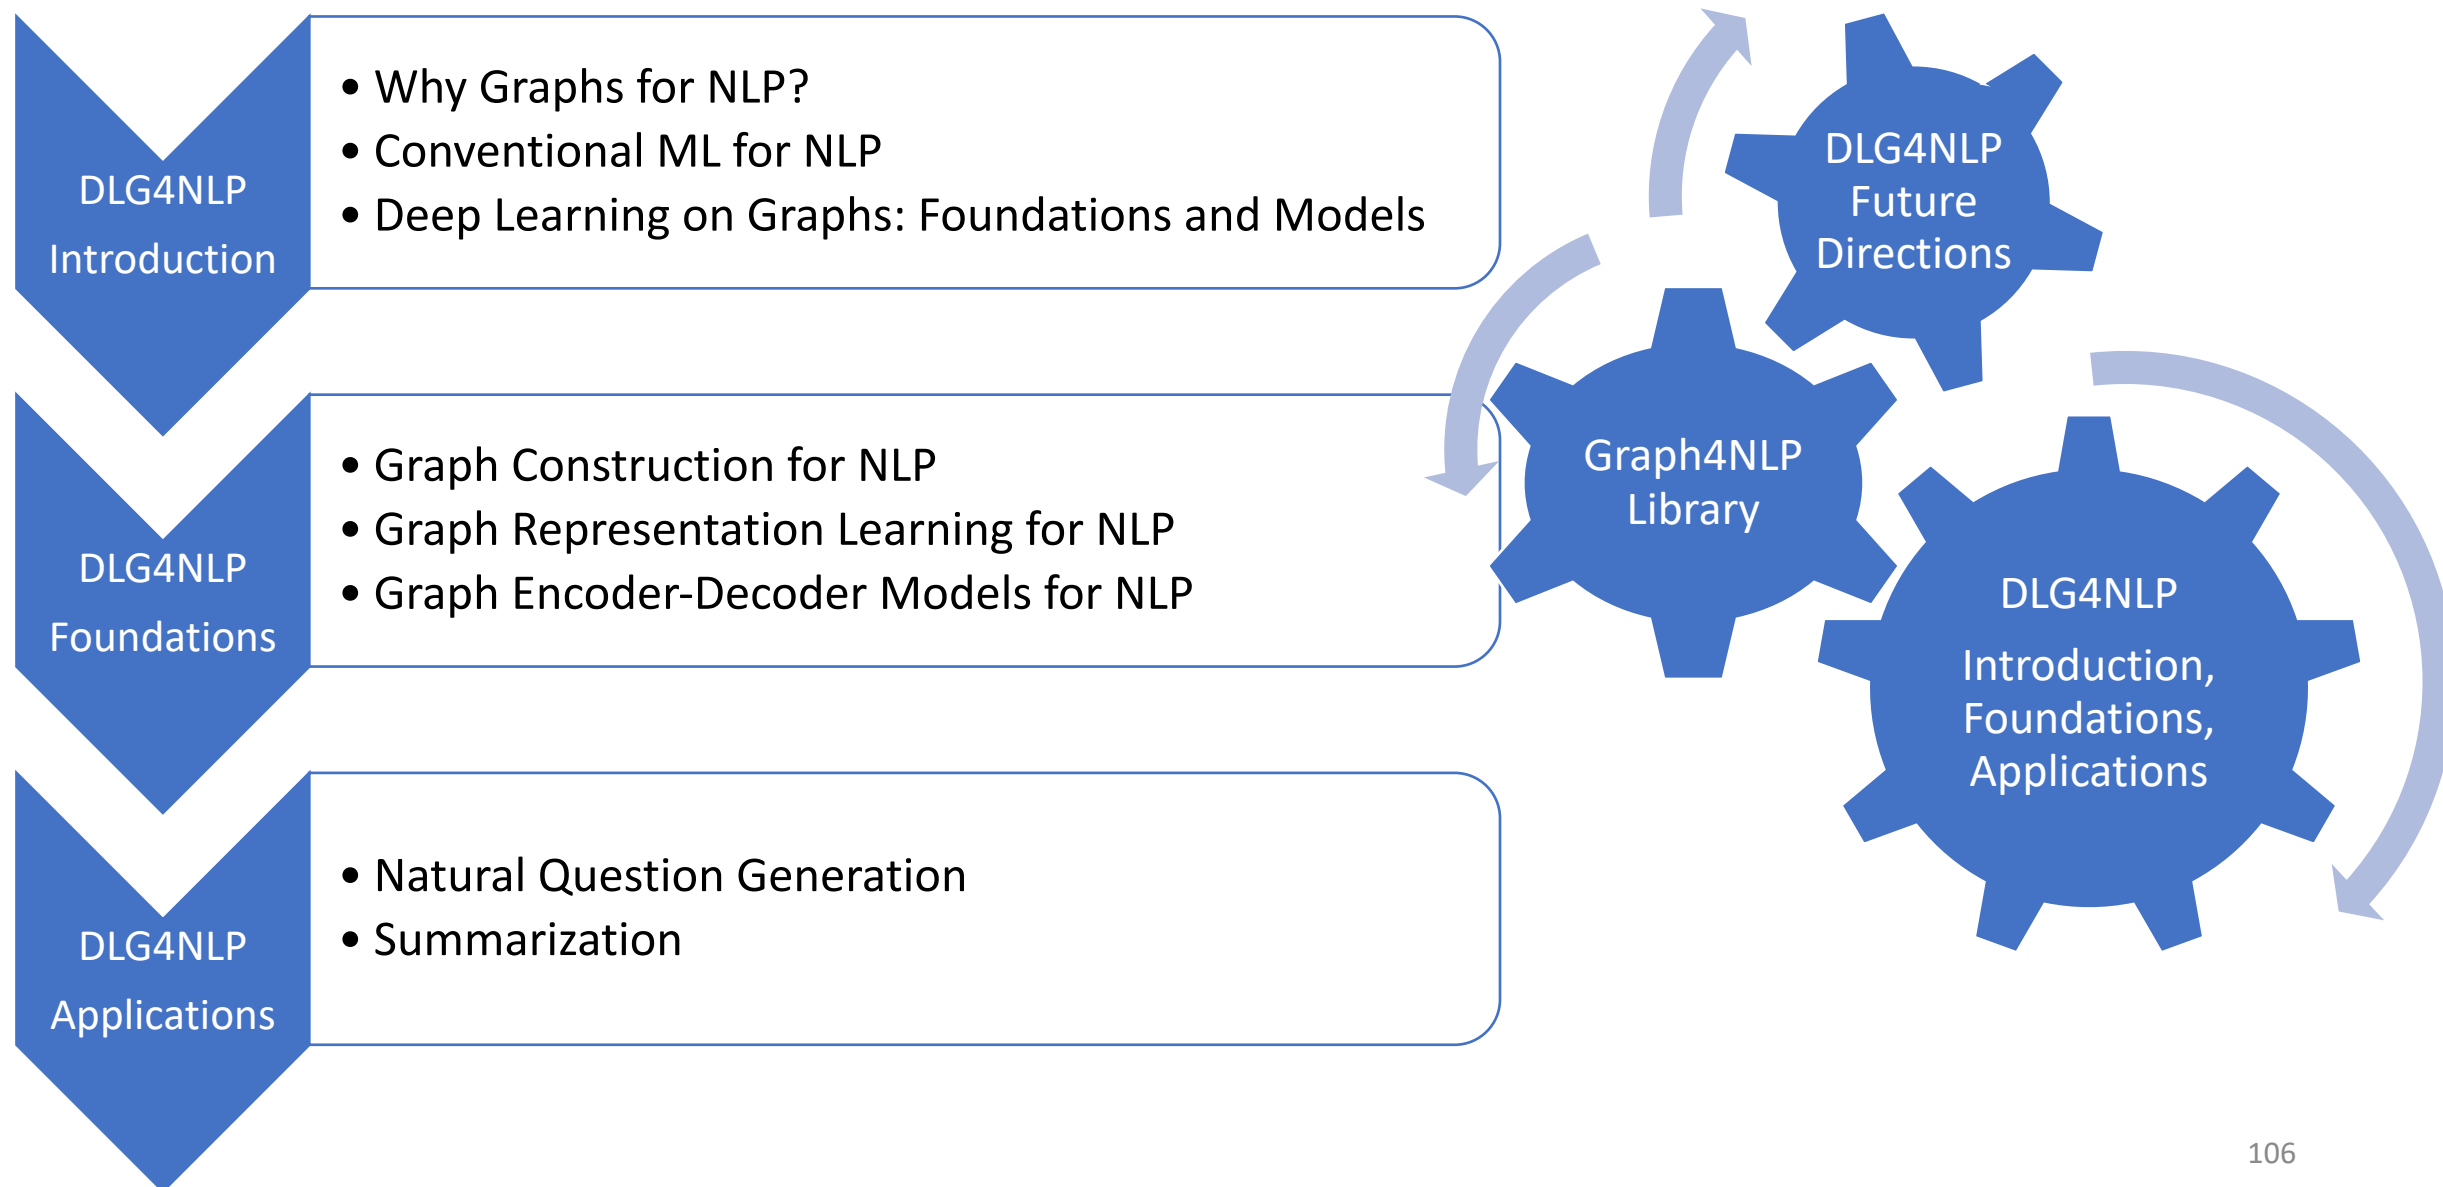 DLG4NLP
Introduction
• Why Graphs for NLP?
• Conventional ML for NLP
• Deep Learning on Graphs: Foundations and Models
DLG4NLP
Foundations
• Graph Construction for NLP
• Graph Representation Learning for NLP
• Graph Encoder-Decoder Models for NLP
DLG4NLP
Applications
• Natural Question Generation
• Summarization
DLG4NLP
Future
Directions
Graph4NLP
Library
DLG4NLP
Introduction,
Foundations,
Applications
106